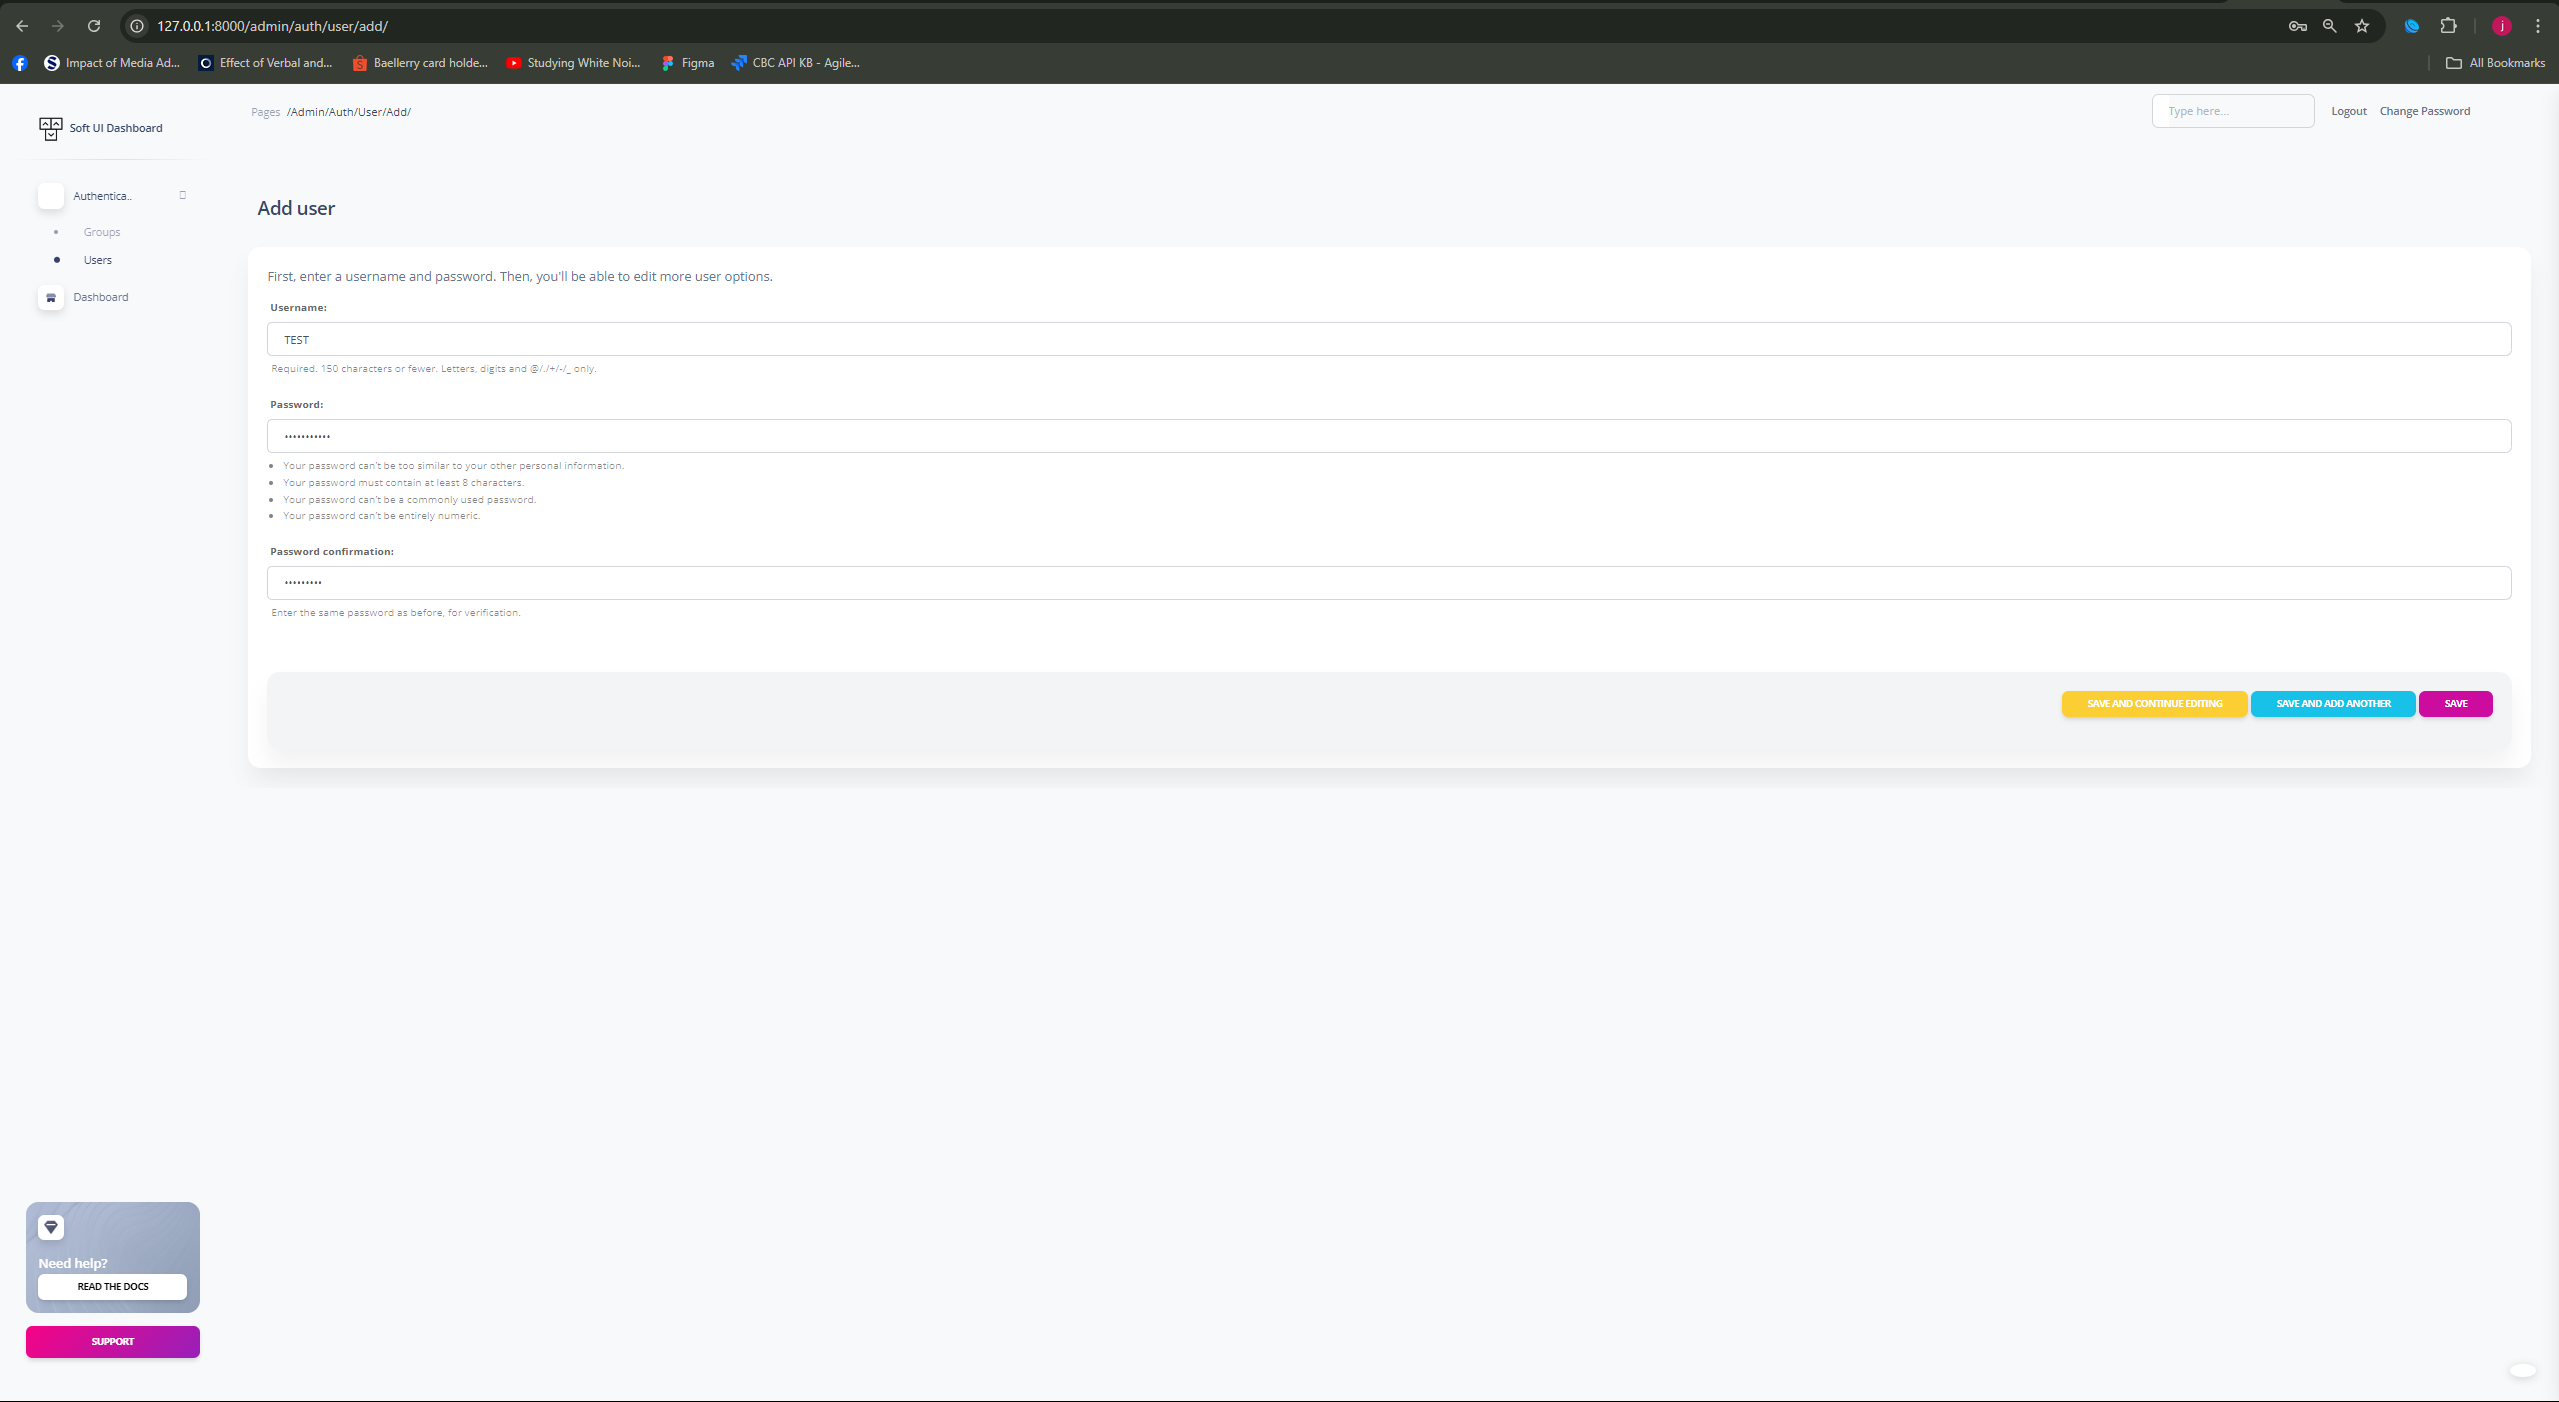 127.0.0.1:8000/admin/auth/user/add/
Impact of Media Ad...
Effect of Verbal and...
Baellerry card holde...
Studying White Noi...
Figma
CBC API KB - Agile...
All Bookmarks
Soft UI Dashboard
Pages /Admin/Auth/User/Add/
Type here...
Logout
Change Password
Authentica..
Groups
Users
Dashboard
Add user
First, enter a username and password. Then, you'll be able to edit more user options.
Username:
TEST
Required. 150 characters or fewer. Letters, digits and @/./+/-/_ only.
Password:
•••••••••••
Your password can't be too similar to your other personal information.
Your password must contain at least 8 characters.
Your password can't be a commonly used password.
Your password can't be entirely numeric.
Password confirmation:
•••••••••
Enter the same password as before, for verification.
SAVE AND CONTINUE EDITING
SAVE AND ADD ANOTHER
SAVE
Need help?
READ THE DOCS
SUPPORT
j